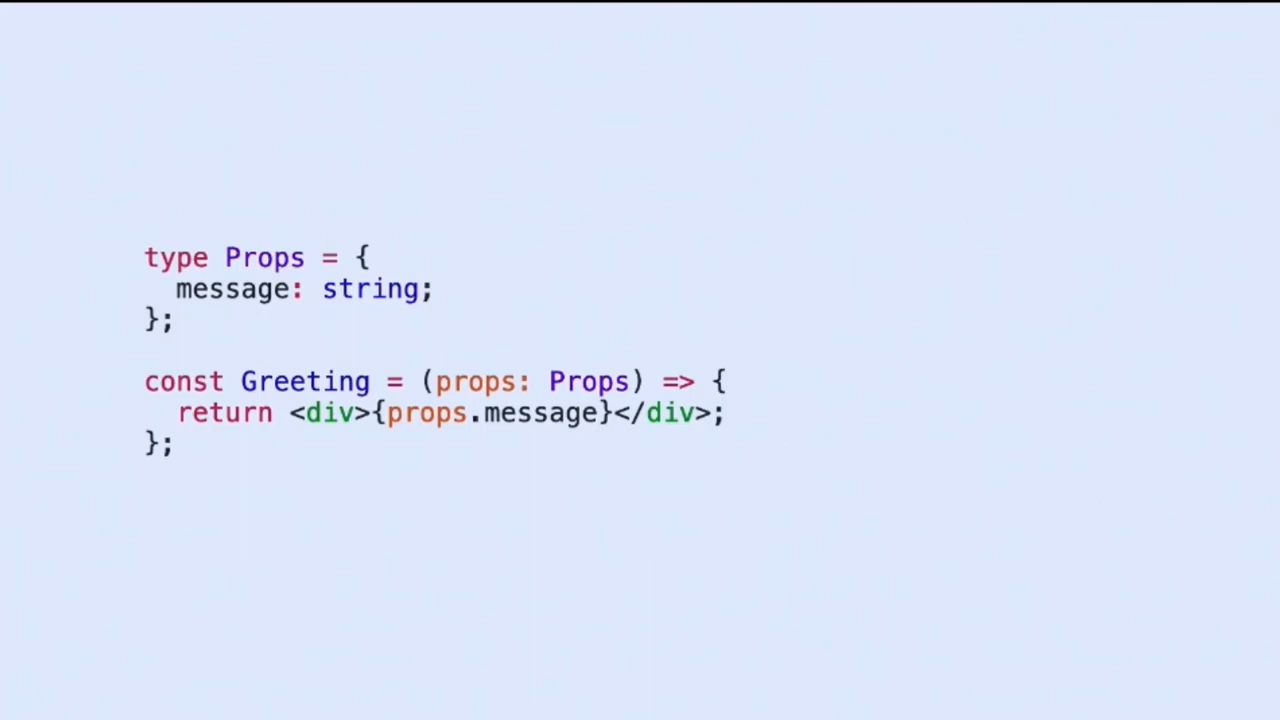 type Props = {
  message: string;
};

const Greeting = (props: Props) => {
  return <div>{props.message}</div>;
};